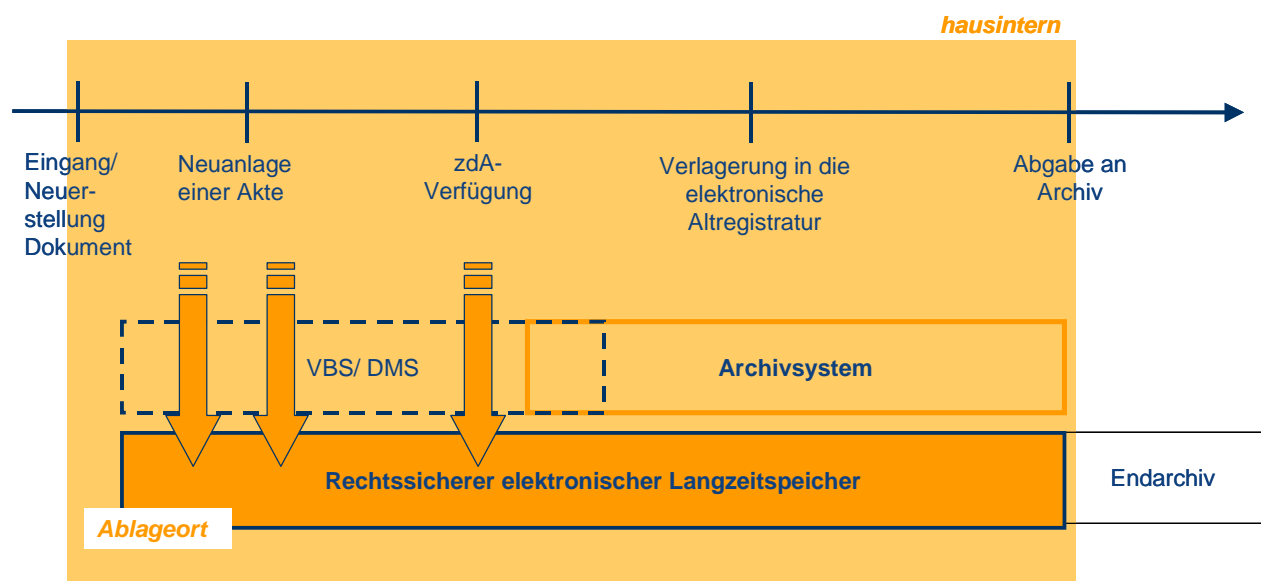 hausintern
Eingang/
Neuer-
stellung
Dokument
Neuanlage
einer Akte
zdA-
Verfügung
Verlagerung in die
elektronische
Altregistratur
Abgabe an
Archiv
VBS/ DMS
Archivsystem
Rechtssicherer elektronischer Langzeitspeicher
Endarchiv
Ablageort